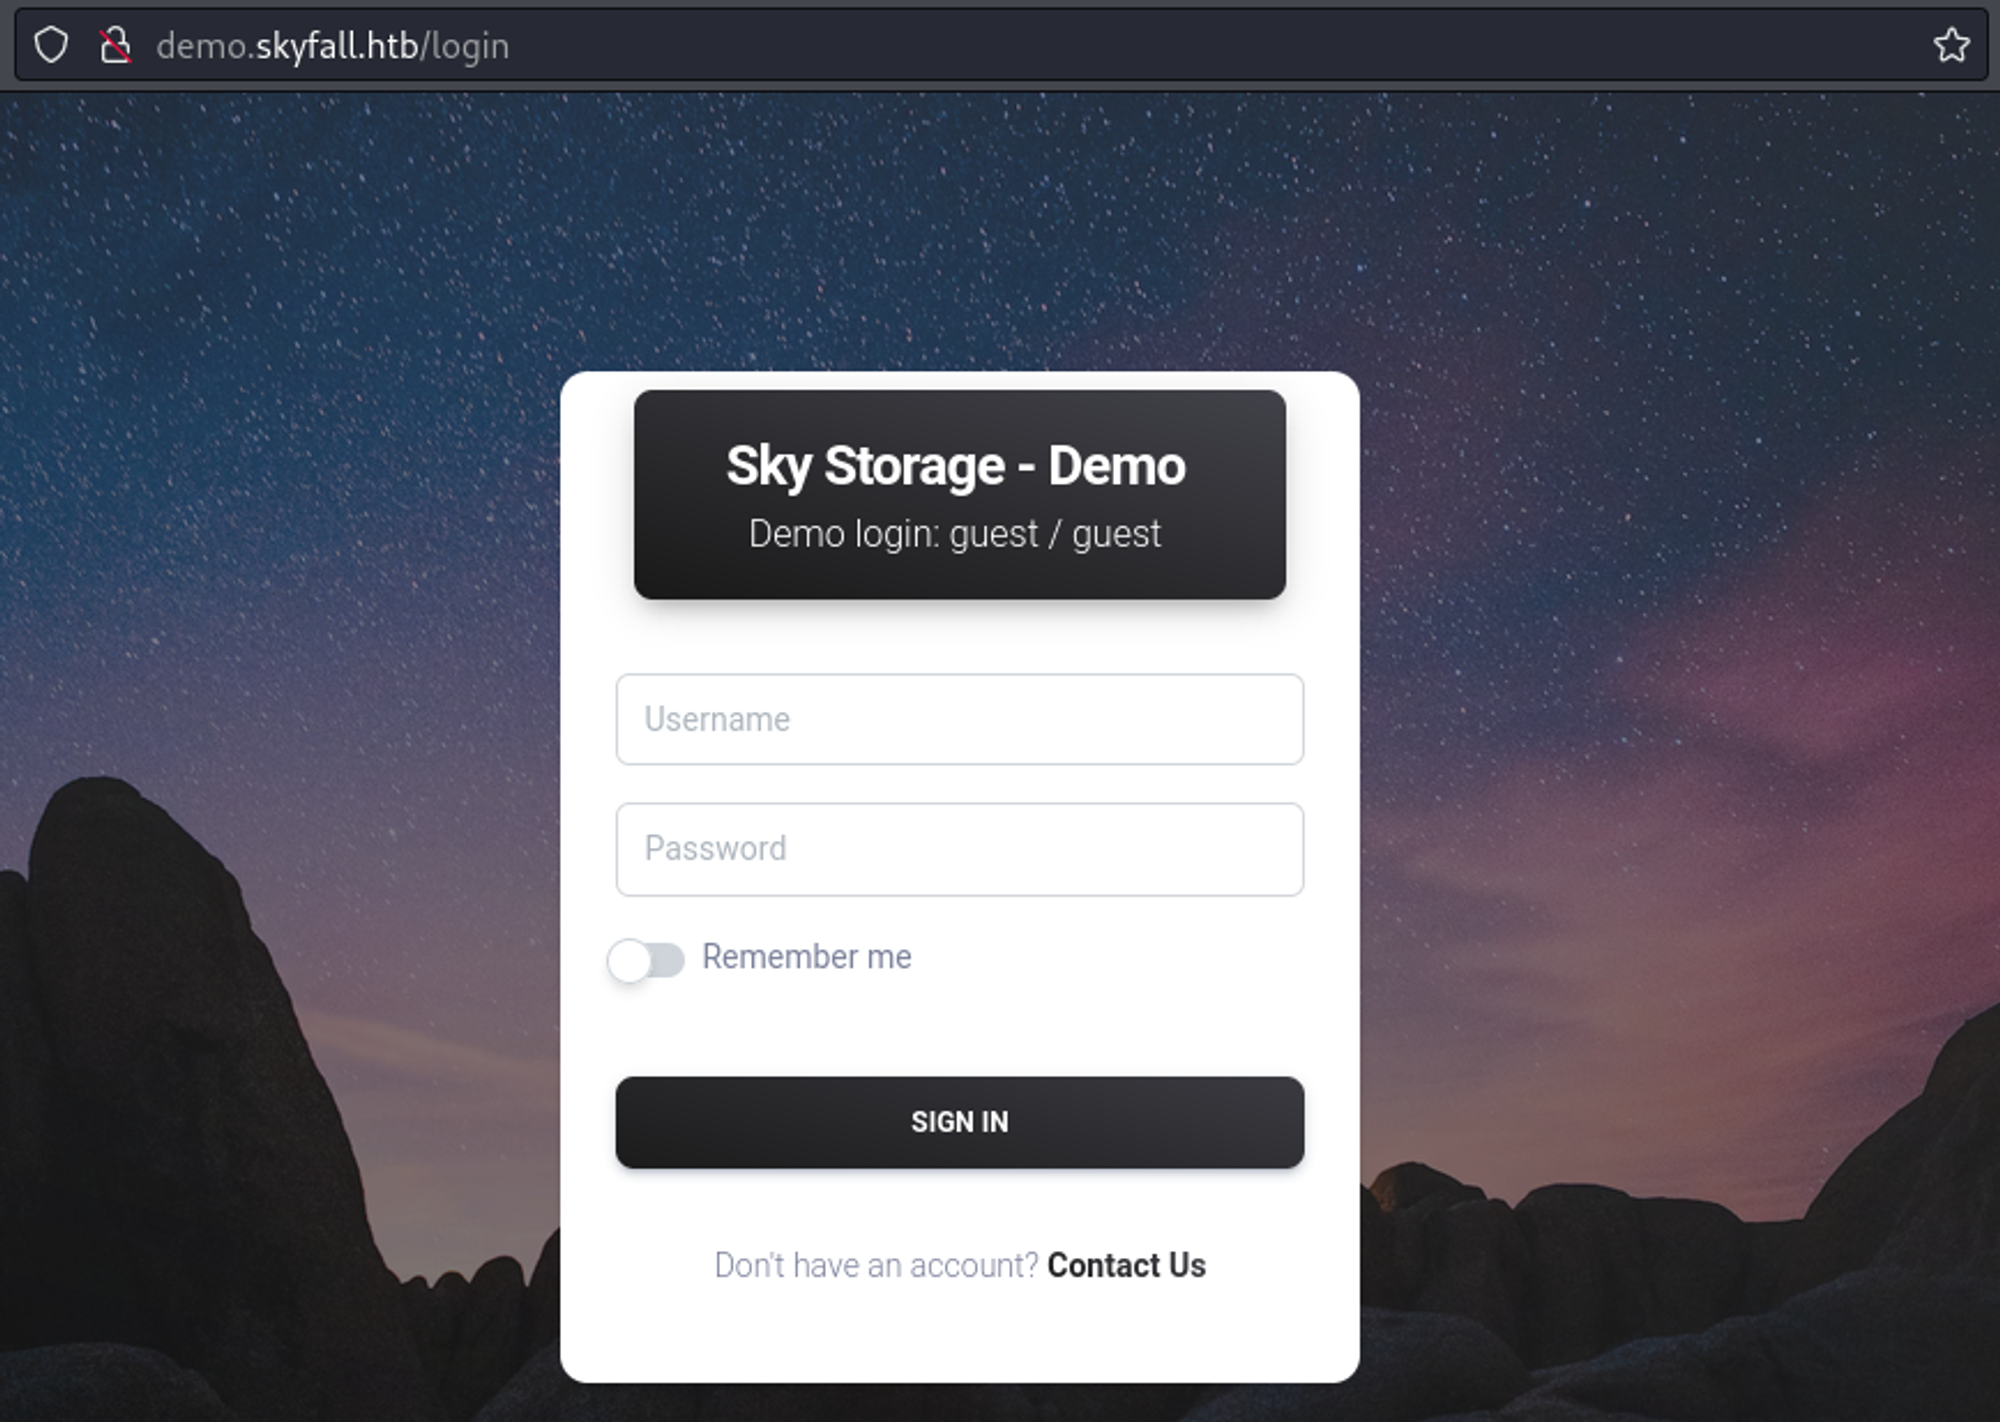 demo.skyfall.htb/login
Sky Storage - Demo
Demo login: guest / guest
Username
Password
Remember me
SIGN IN
Don't have an account? Contact Us